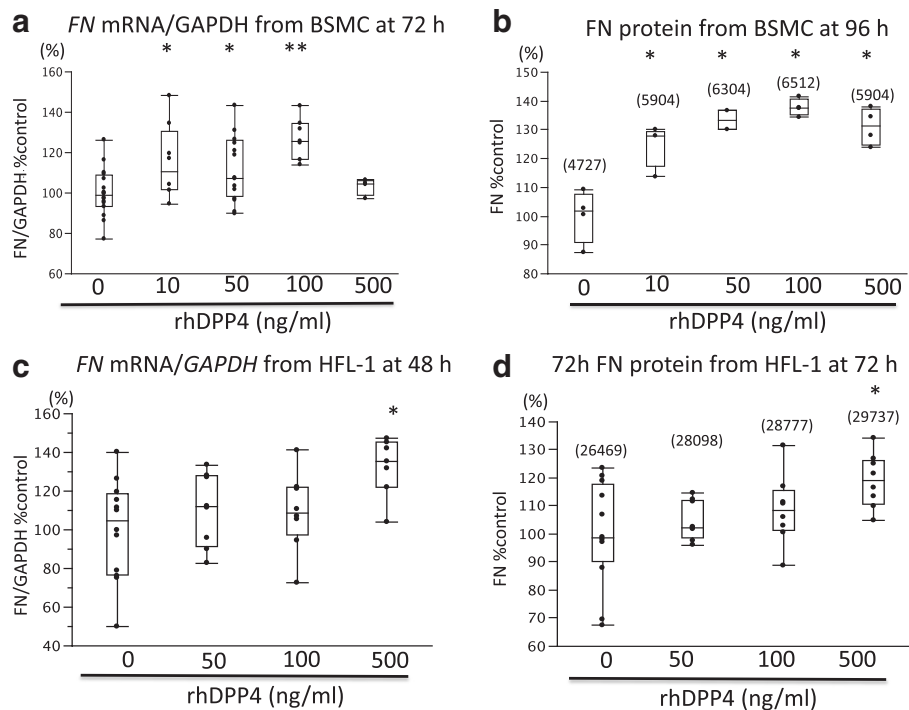 a FN mRNA/GAPDH from BSMC at 72 h
(%) * * **
160
140
120
100
80
60
FN/GAPDH %control
0 10 50 100 500
rhDPP4 (ng/ml)
b FN protein from BSMC at 96 h
(%) * * * *
150
140
130
120
110
100
90
80
FN %control
(4727) (5904) (6304) (6512) (5904)
0 10 50 100 500
rhDPP4 (ng/ml)
c FN mRNA/GAPDH from HFL-1 at 48 h
(%) *
160
140
120
100
80
60
40
FN/GAPDH %control
0 50 100 500
rhDPP4 (ng/ml)
d 72h FN protein from HFL-1 at 72 h
(%) *
140
130
120
110
100
90
80
70
60
FN %control
(26469) (28098) (28777) (29737)
0 50 100 500
rhDPP4 (ng/ml)